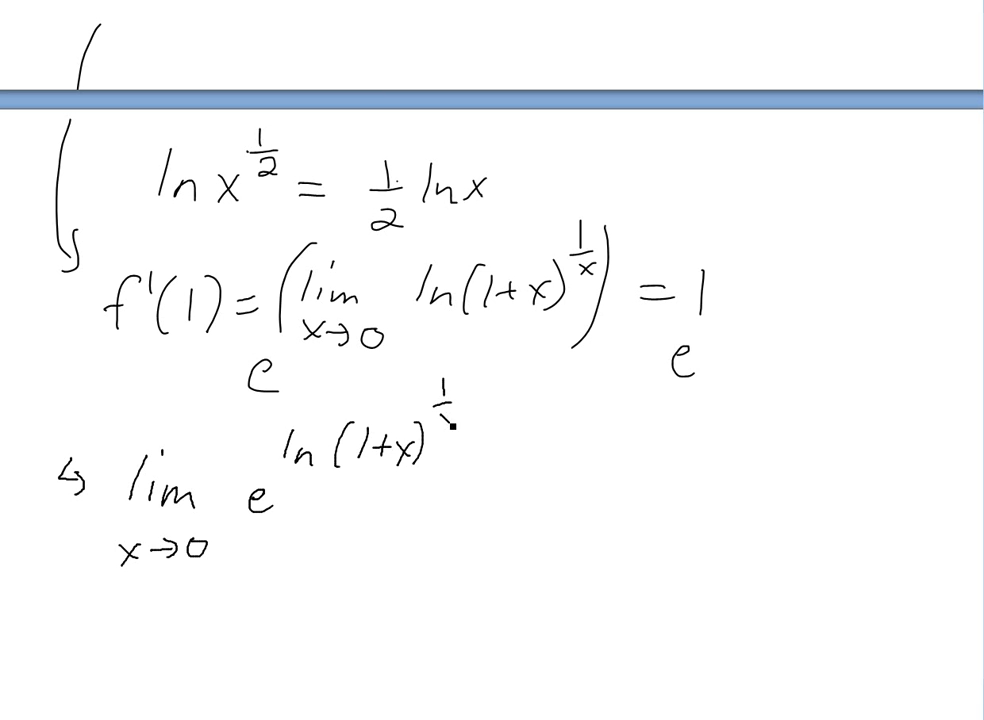 ln x^{1/2} = 1/2 ln x
f'(1) = (lim_{x→0} ln(1+x)^{1/x}) = 1
e e
↳ lim_{x→0} e^{ln(1+x)^{1/x}}